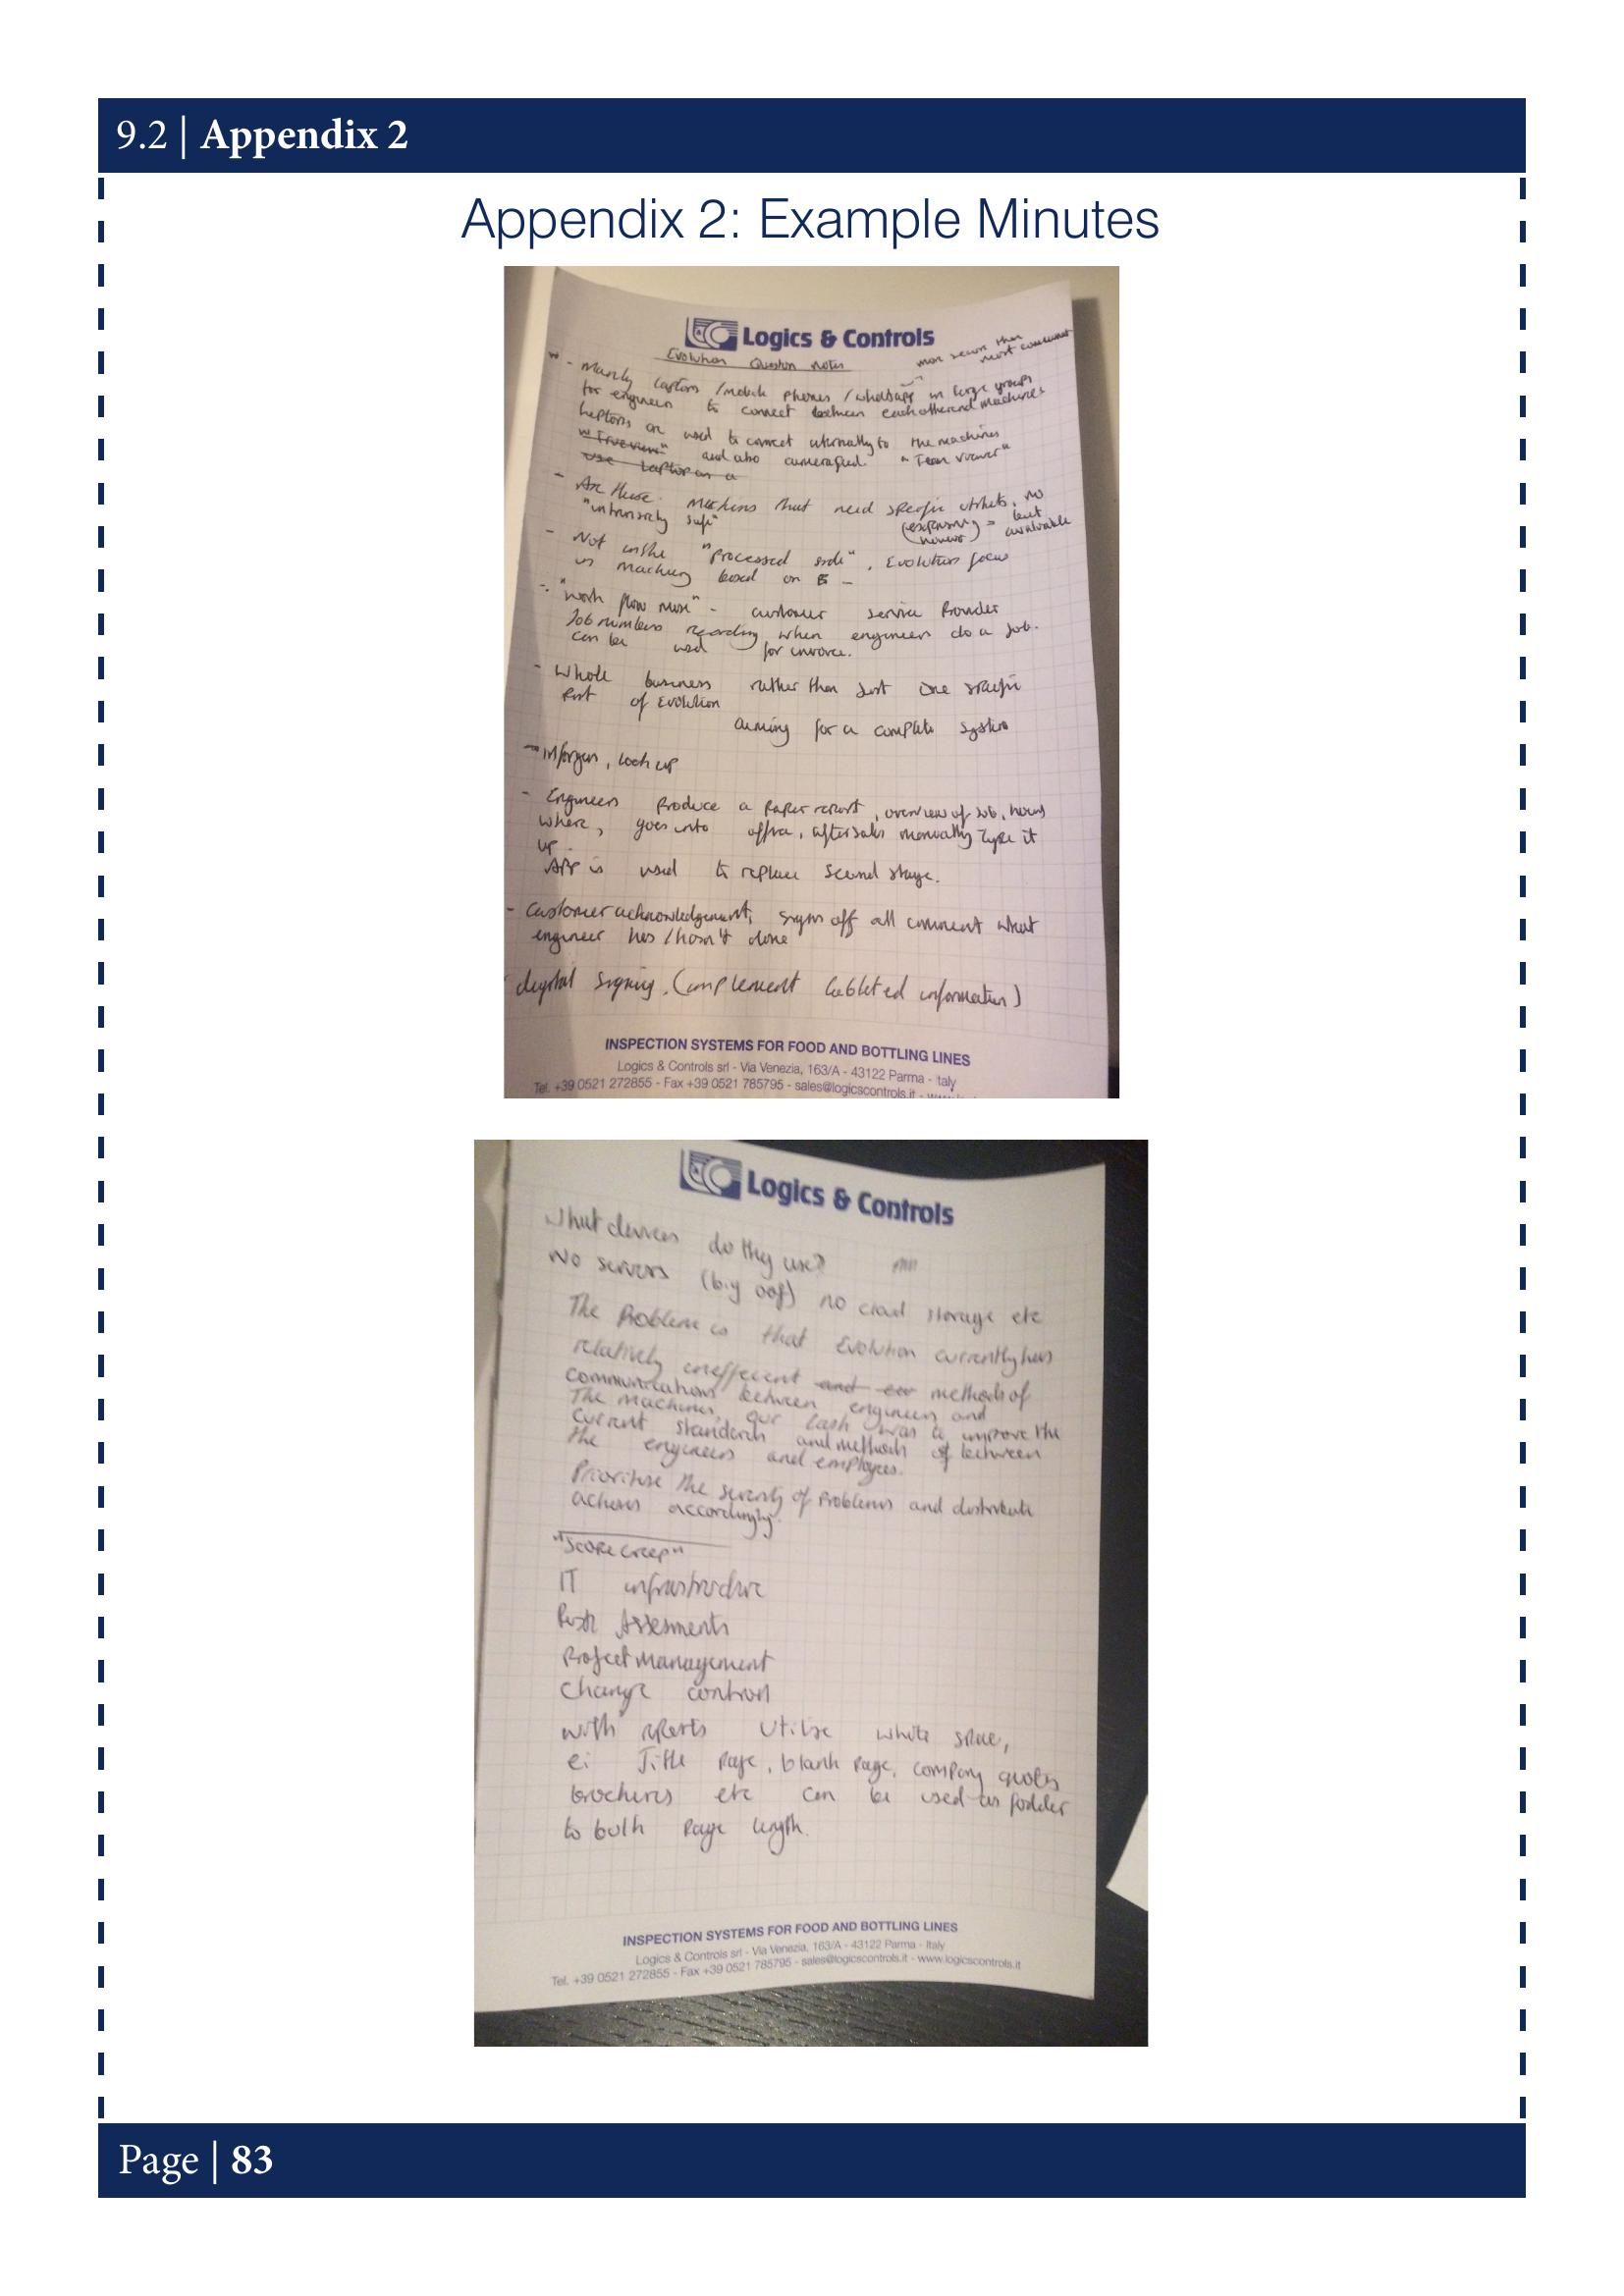 9.2 | Appendix 2
Appendix 2: Example Minutes
Logics & Controls
Evolution Question notes
more secure than
most consumer
- Mainly laptops /mobile phones /whatsapp in large groups
for engineers to connect between each other and machines
laptops are used to connect to the machines
and also "Team viewer"
use laptop on a
- Are these machines that need specific utilities, no
"intrinsicly safe"
(expensive) = but
however available
- Not in the "processed side", Evolution focus
in machinery based on
- "work flow max" - customer service Provider
Job numbers recording when engineers do a job.
can be used for invoice.
- Whole business rather than Just one specific
Part of Evolution
aiming for a complete system
look up
- Engineers Produce a Paper report, overview of Job, hours
where, goes into office, aftersales manually type it
up.
APP is used to replace second stage.
- customer acknowledgement, signs off all comment what
engineer has /hasn't done
digital signing. (implement tableted information)
INSPECTION SYSTEMS FOR FOOD AND BOTTLING LINES
Logics & Controls srl - Via Venezia, 163/A - 43122 Parma - Italy
Tel. +39 0521 272855 - Fax +39 0521 785795 - sales@logicscontrols.it
Logics & Controls
What devices do they use?
No servers (big oof) no cloud storage etc
The Problem is that Evolution currently has
relatively ineffecient and methods of
communications between engineers and
The machines, our task was to improve the
current standards and methods of between
the engineers and employees.
Prioritise the severity of Problems and distribute
actions accordingly.
"Scope creep"
IT infrastructure
Risk Assesments
Project Management
Change control
with reports Utilise white space,
ei Title Page, blank Page, company quotes
brochures etc can be used as fodder
to bulk Page length.
INSPECTION SYSTEMS FOR FOOD AND BOTTLING LINES
Logics & Controls srl - Via Venezia, 163/A - 43122 Parma - Italy
Tel. +39 0521 272855 - Fax +39 0521 785795 - sales@logicscontrols.it - www.logicscontrols.it
Page | 83